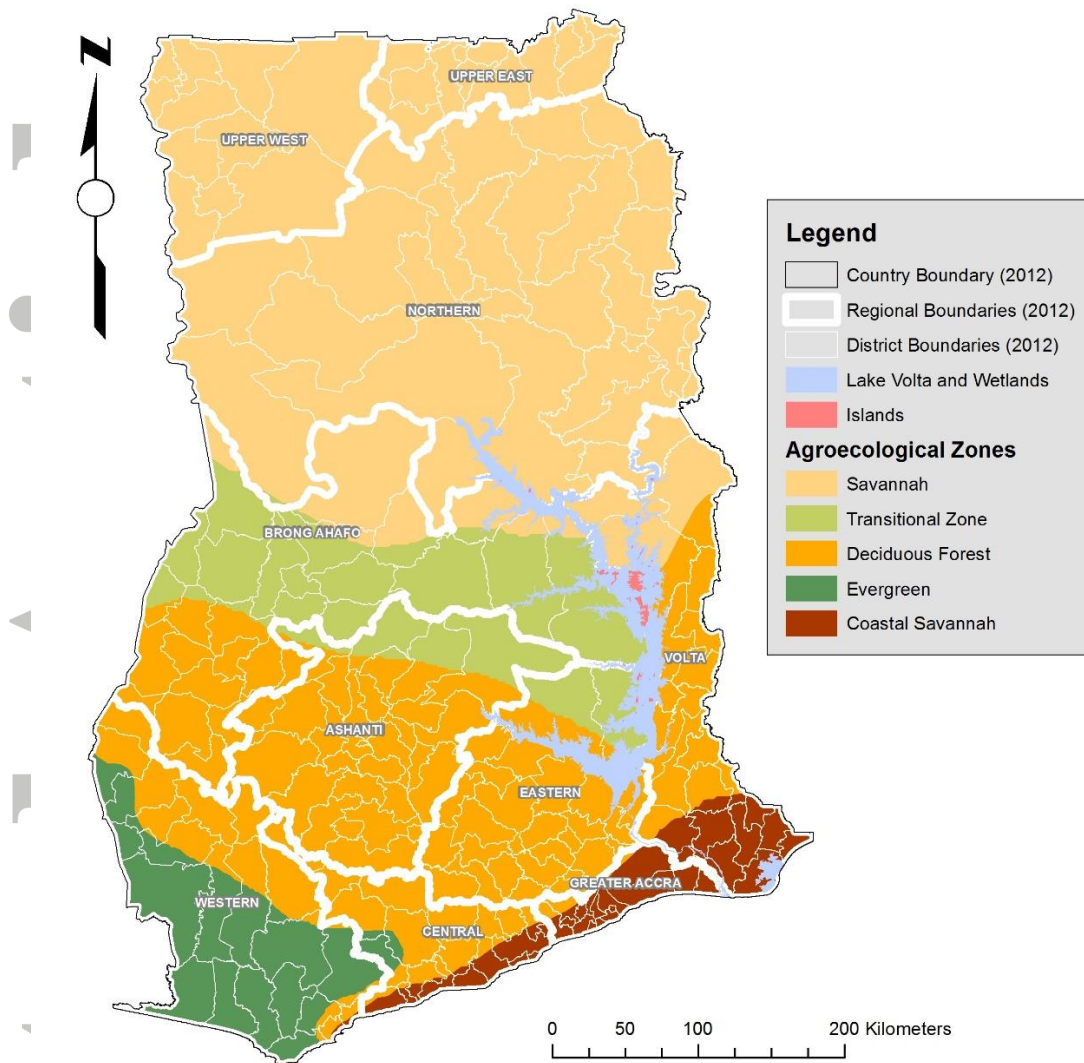 N
UPPER EAST
UPPER WEST
NORTHERN
BRONG AHAFO
VOLTA
ASHANTI
EASTERN
GREATER ACCRA
WESTERN
CENTRAL
Legend
Country Boundary (2012)
Regional Boundaries (2012)
District Boundaries (2012)
Lake Volta and Wetlands
Islands
Agroecological Zones
Savannah
Transitional Zone
Deciduous Forest
Evergreen
Coastal Savannah
0 50 100 200 Kilometers